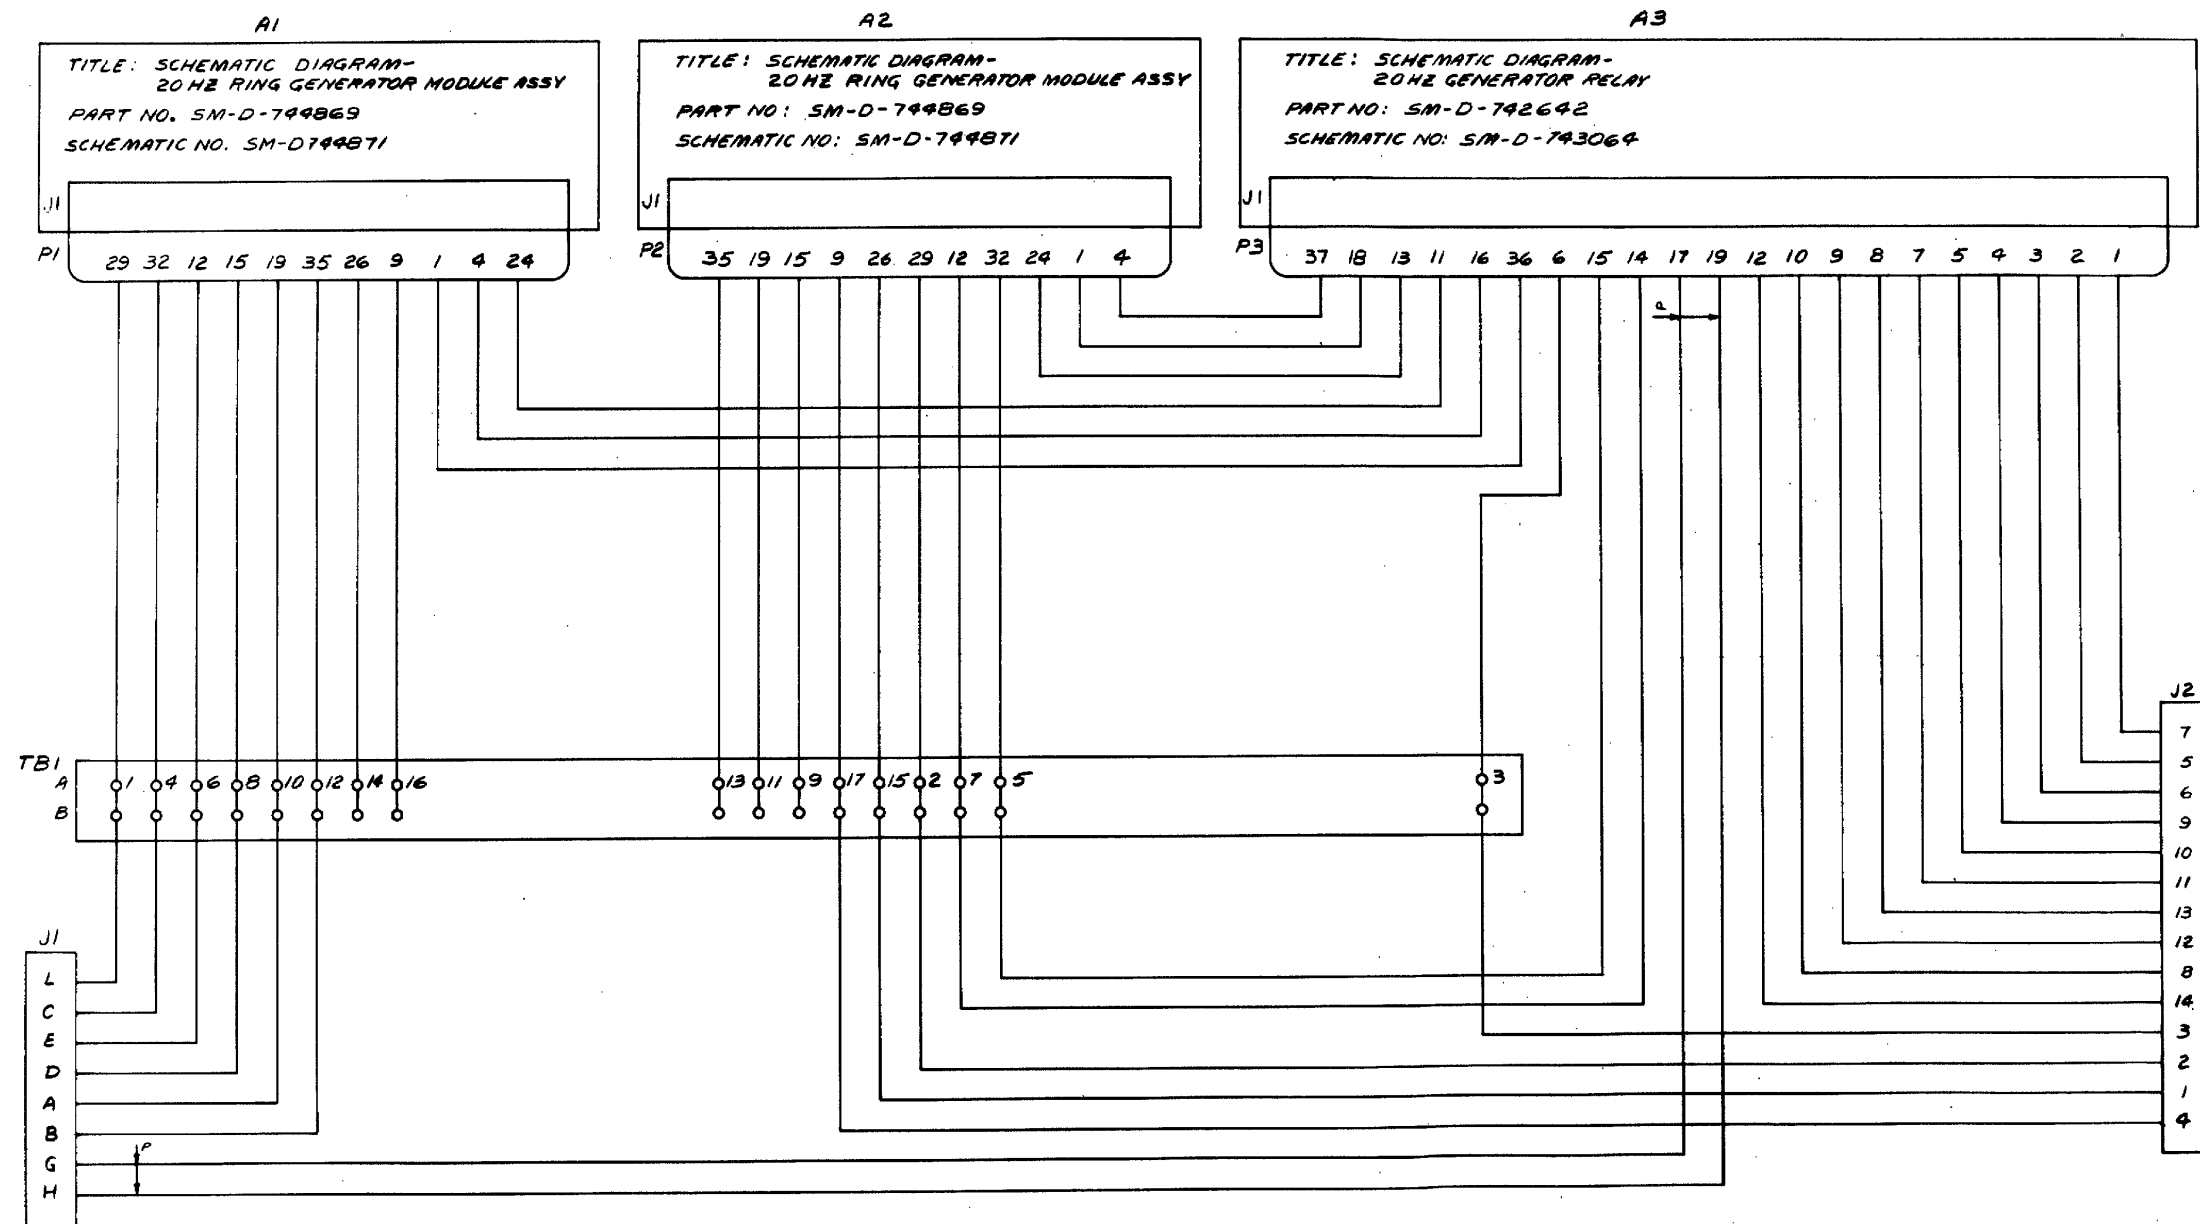 A1
TITLE: SCHEMATIC DIAGRAM-
20 HZ RING GENERATOR MODULE ASSY
PART NO. SM-D-744869
SCHEMATIC NO. SM-D744871
J1
P1
29 32 12 15 19 35 26 9 1 4 24
A2
TITLE: SCHEMATIC DIAGRAM-
20 HZ RING GENERATOR MODULE ASSY
PART NO: SM-D-744869
SCHEMATIC NO: SM-D-744871
J1
P2
35 19 15 9 26 29 12 32 24 1 4
A3
TITLE: SCHEMATIC DIAGRAM-
20 HZ GENERATOR RELAY
PART NO: SM-D-742642
SCHEMATIC NO: SM-D-743064
J1
P3
37 18 13 11 16 36 6 15 14 17 19 12 10 9 8 7 5 4 3 2 1
P
TB1
A 1 4 6 8 10 12 14 16 13 11 9 17 15 2 7 5 3
B
J2
7
5
6
9
10
11
13
12
8
14
3
2
1
4
J1
L
C
E
D
A
B
P
G
H